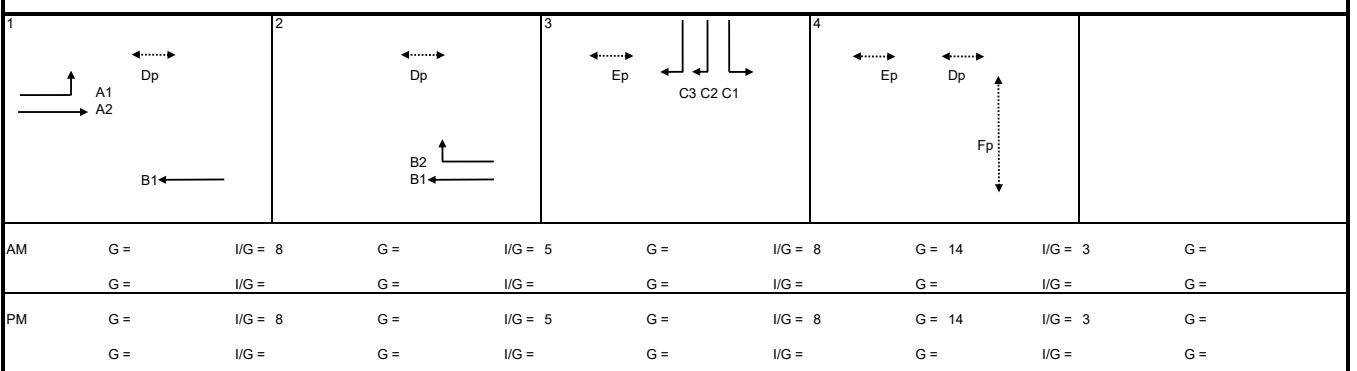 1 2 3 4
Dp Dp Ep Ep Dp
A1 C3 C2 C1
A2
Fp
B2
B1 B1
AM G = I/G = 8 G = I/G = 5 G = I/G = 8 G = 14 I/G = 3 G =
G = I/G = G = I/G = G = I/G = G = I/G = G =
PM G = I/G = 8 G = I/G = 5 G = I/G = 8 G = 14 I/G = 3 G =
G = I/G = G = I/G = G = I/G = G = I/G = G =